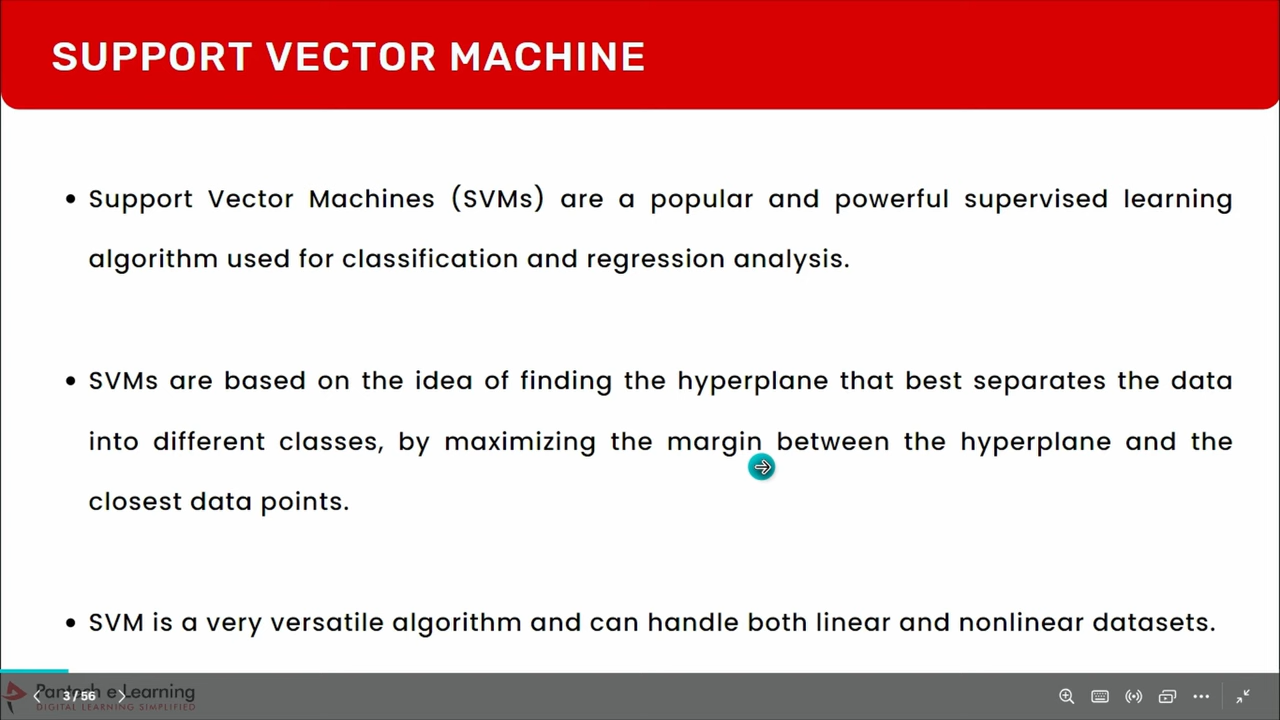 SUPPORT VECTOR MACHINE
• Support Vector Machines (SVMs) are a popular and powerful supervised learning
algorithm used for classification and regression analysis.
• SVMs are based on the idea of finding the hyperplane that best separates the data
into different classes, by maximizing the margin between the hyperplane and the
closest data points.
• SVM is a very versatile algorithm and can handle both linear and nonlinear datasets.
Pantech e Learning
DIGITAL LEARNING SIMPLIFIED
3 / 56